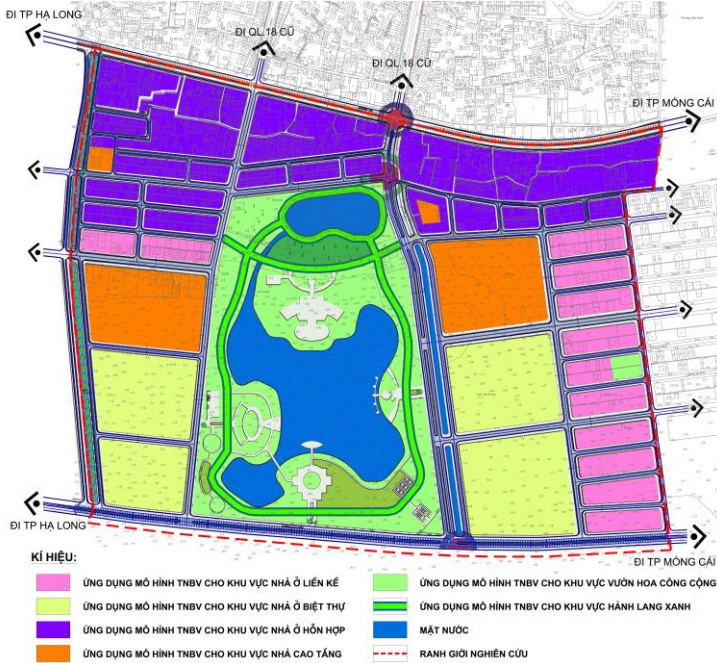 ĐI TP HẠ LONG
ĐI QL 18 CŨ
ĐI QL 18 CŨ
ĐI TP MÓNG CÁI
ĐI TP HẠ LONG
ĐI TP MÓNG CÁI
KÍ HIỆU:
ỨNG DỤNG MÔ HÌNH TNBV CHO KHU VỰC NHÀ Ở LIỀN KỀ
ỨNG DỤNG MÔ HÌNH TNBV CHO KHU VỰC NHÀ Ở BIỆT THỰ
ỨNG DỤNG MÔ HÌNH TNBV CHO KHU VỰC NHÀ Ở HỖN HỢP
ỨNG DỤNG MÔ HÌNH TNBV CHO KHU VỰC NHÀ CAO TẦNG
ỨNG DỤNG MÔ HÌNH TNBV CHO KHU VỰC VƯỜN HOA CÔNG CỘNG
ỨNG DỤNG MÔ HÌNH TNBV CHO KHU VỰC HÀNH LANG XANH
MẶT NƯỚC
RANH GIỚI NGHIÊN CỨU